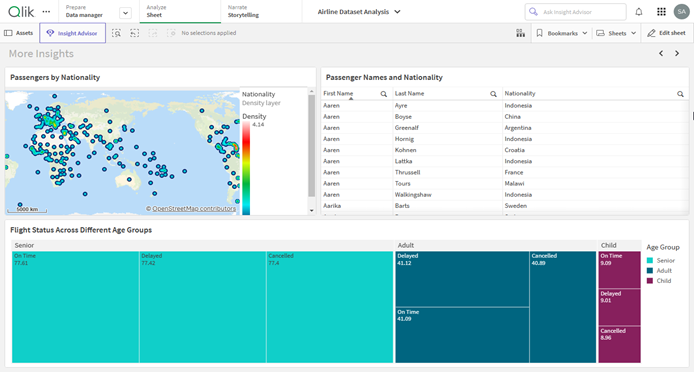 Qlik
Prepare
Data manager
Analyze
Sheet
Narrate
Storytelling
Airline Dataset Analysis
Ask Insight Advisor
SA
Assets
Insight Advisor
No selections applied
Bookmarks
Sheets
Edit sheet
More Insights
Passengers by Nationality
Nationality
Density layer
Density
4.14
5000 km
© OpenStreetMap contributors
Passenger Names and Nationality
First Name Last Name Nationality
Aaren Ayre Indonesia
Aaren Boyse China
Aaren Greenalf Argentina
Aaren Hornig Indonesia
Aaren Kohnen Croatia
Aaren Lattka Indonesia
Aaren Thrussell France
Aaren Tours Malawi
Aaren Walkingshaw Indonesia
Aarika Barts Sweden
Flight Status Across Different Age Groups
Senior
On Time
77.61
Delayed
77.42
Cancelled
77.4
Adult
Delayed
41.12
On Time
41.09
Cancelled
40.89
Child
On Time
9.09
Delayed
9.01
Cancelled
8.96
Age Group
Senior
Adult
Child